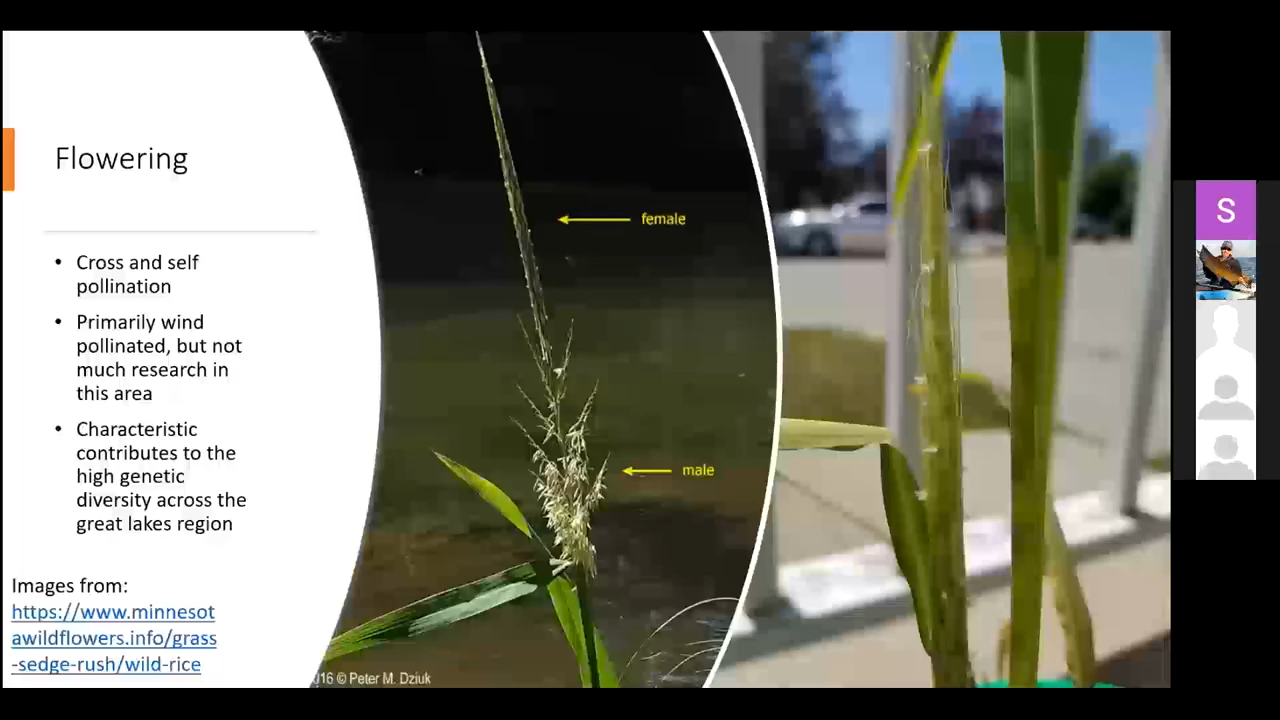 Flowering
• Cross and self
pollination
• Primarily wind
pollinated, but not
much research in
this area
• Characteristic
contributes to the
high genetic
diversity across the
great lakes region
Images from:
https://www.minnesot
awildflowers.info/grass
-sedge-rush/wild-rice
female
male
16 © Peter M. Dziuk
S